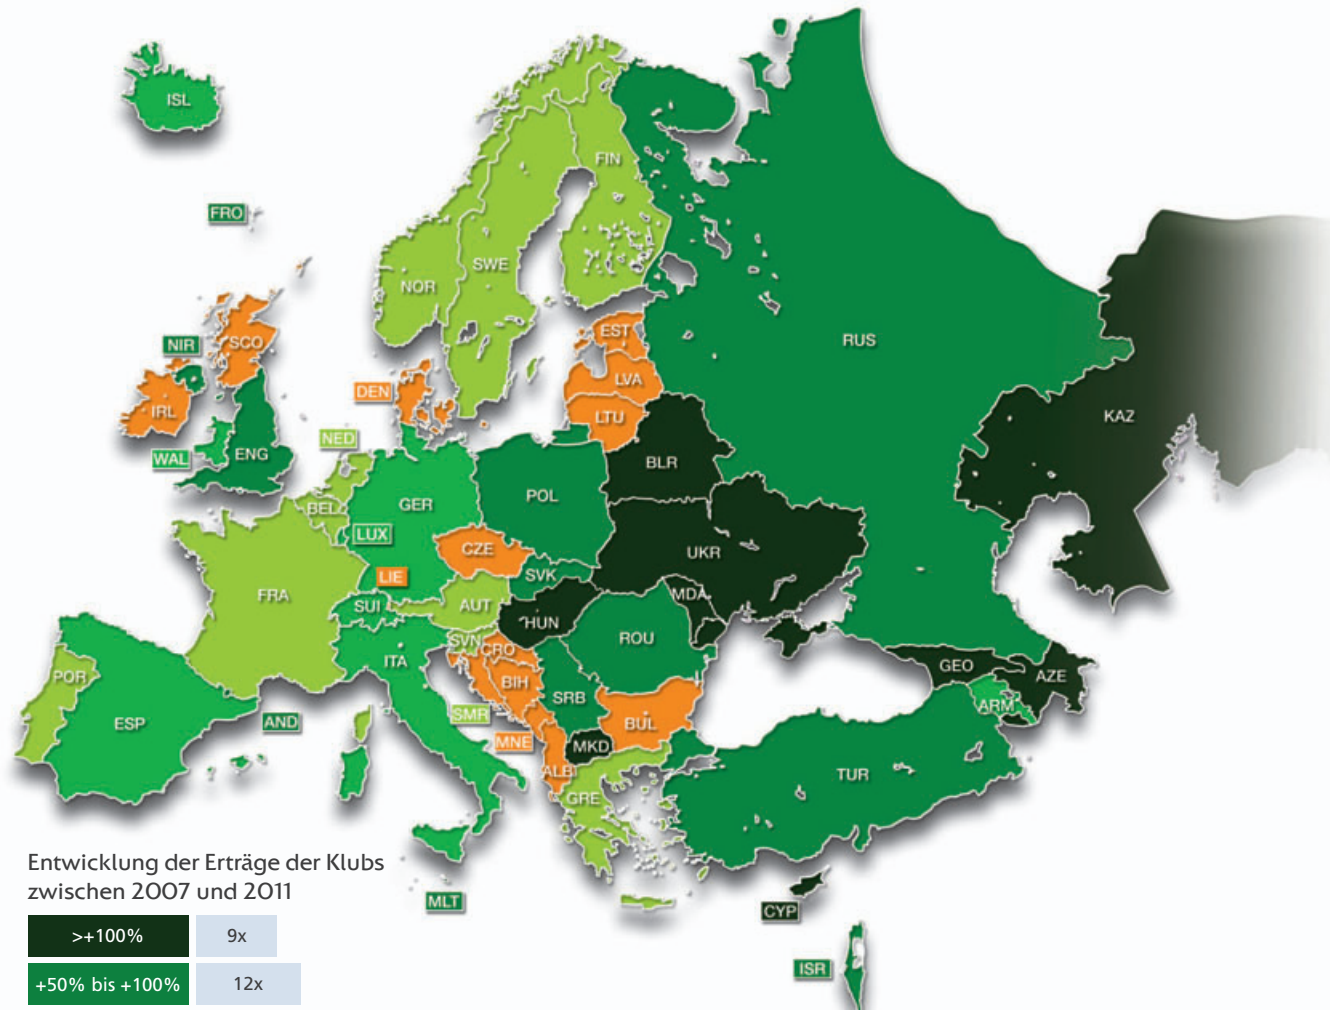 ISL
FRO
FIN
SWE
NOR
RUS
EST
SCO
NIR
LVA
DEN
IRL
LTU
KAZ
NED
WAL
ENG
BLR
GER
POL
BEL
LUX
CZE
UKR
LIE
SVK
FRA
MDA
SUI
AUT
HUN
ROU
SVN
CRO
ITA
GEO
AZE
POR
BIH
SRB
ARM
SMR
ESP
AND
BUL
MNE
MKD
ALB
TUR
GRE
Entwicklung der Erträge der Klubs
zwischen 2007 und 2011
MLT
CYP
>+100% 9x
ISR
+50% bis +100% 12x